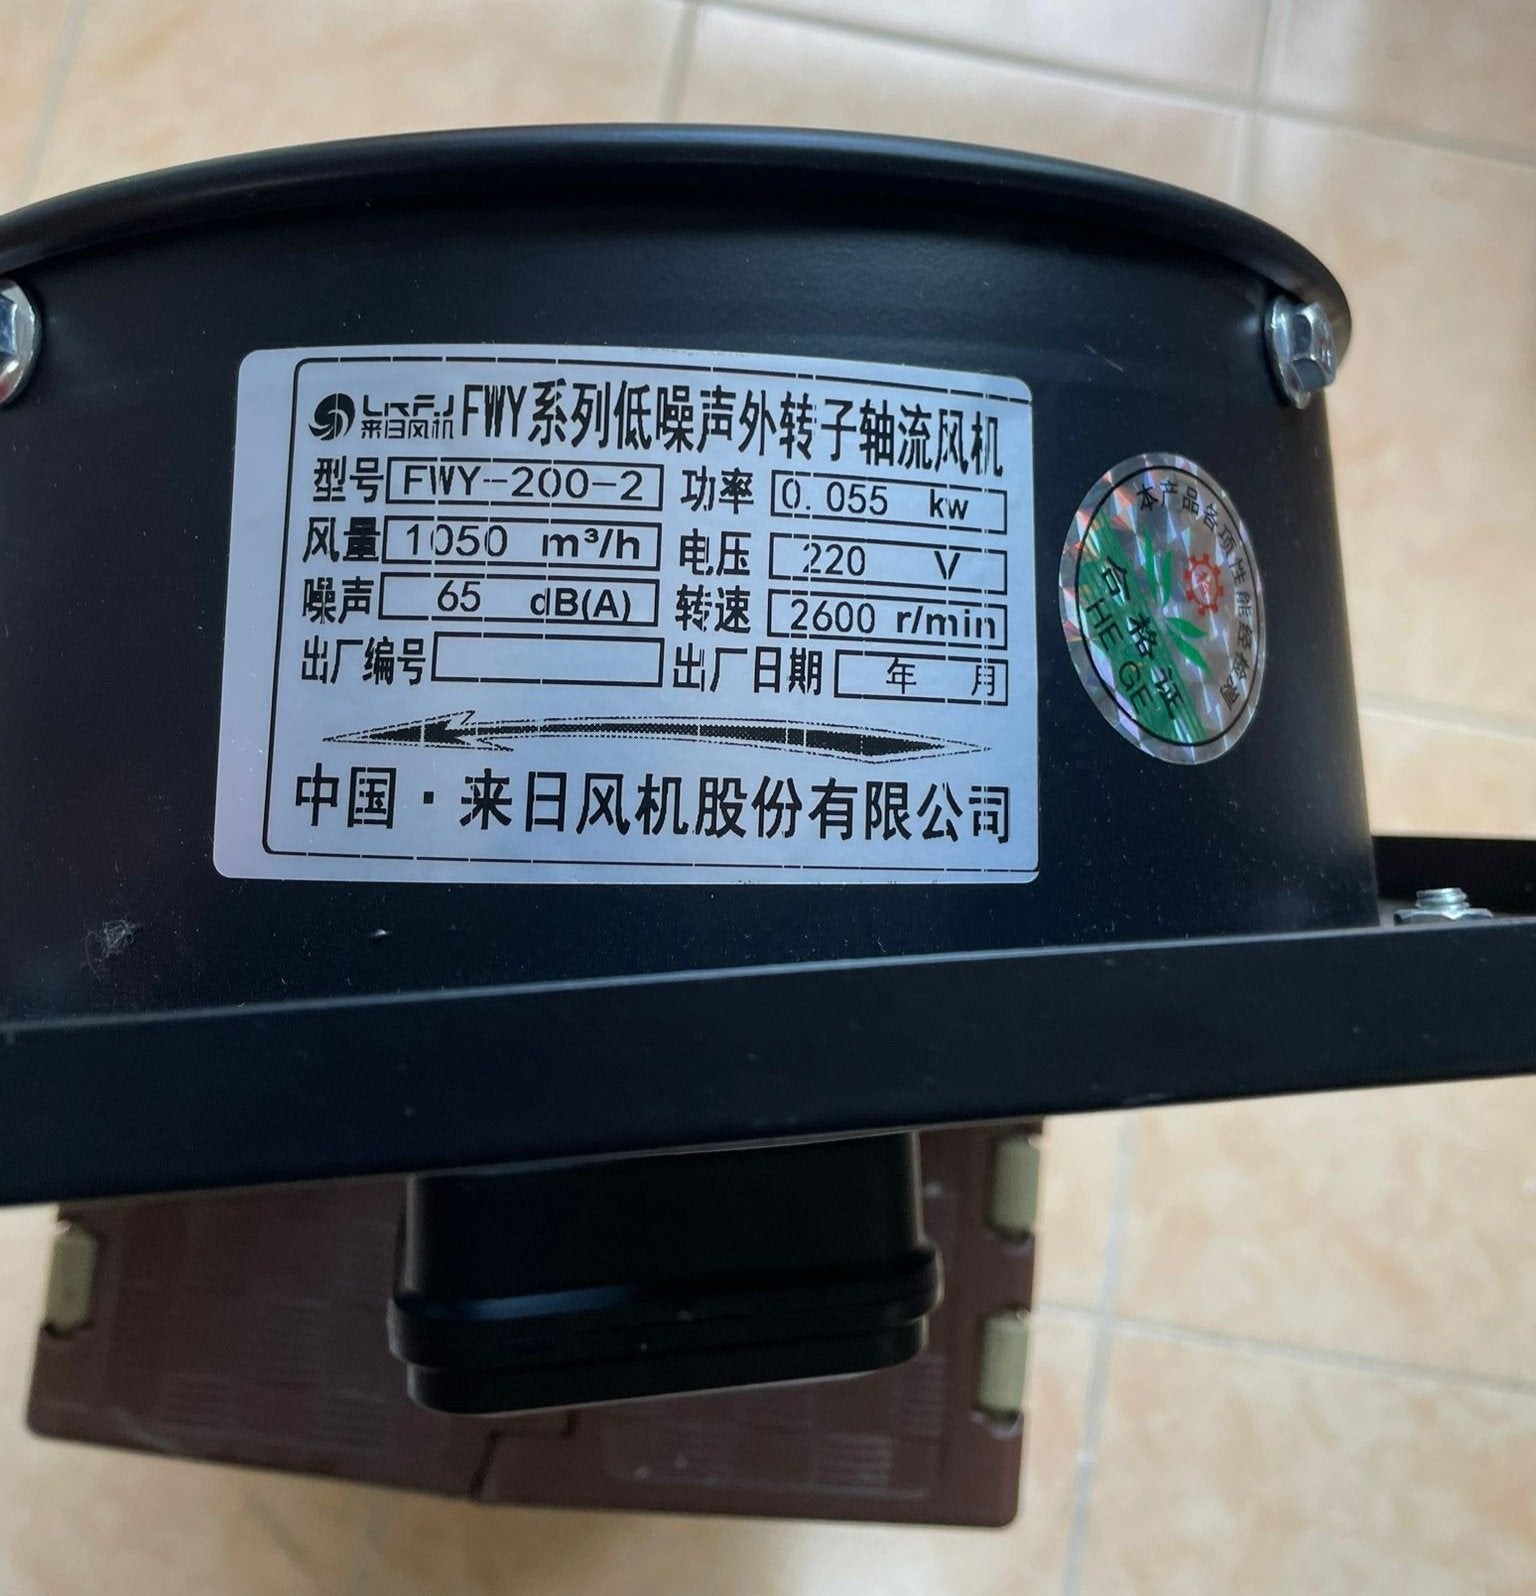 LRFJ
来日风机
FWY系列低噪声外转子轴流风机
型号 FWY-200-2 功率 0.055 kw
风量 1050 m³/h 电压 220 V
噪声 65 dB(A) 转速 2600 r/min
出厂编号 出厂日期 年 月
中国·来日风机股份有限公司
本产品各项性能经检测
合格证
HE GE